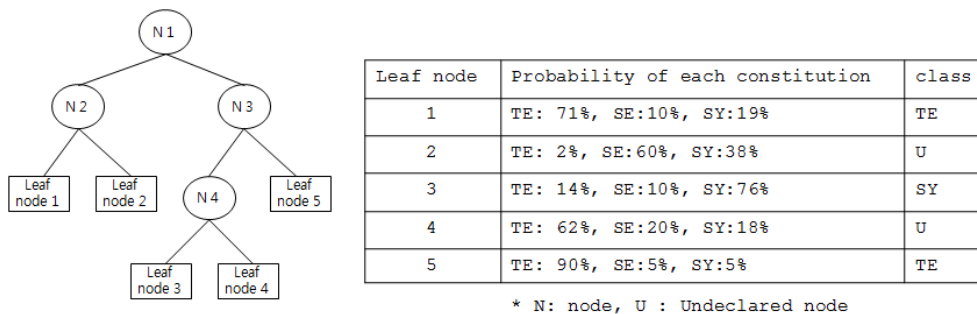 N 1
N 2
N 3
Leaf
node 1
Leaf
node 2
N 4
Leaf
node 5
Leaf
node 3
Leaf
node 4
Leaf node Probability of each constitution class
1 TE: 71%, SE:10%, SY:19% TE
2 TE: 2%, SE:60%, SY:38% U
3 TE: 14%, SE:10%, SY:76% SY
4 TE: 62%, SE:20%, SY:18% U
5 TE: 90%, SE:5%, SY:5% TE
* N: node, U : Undeclared node